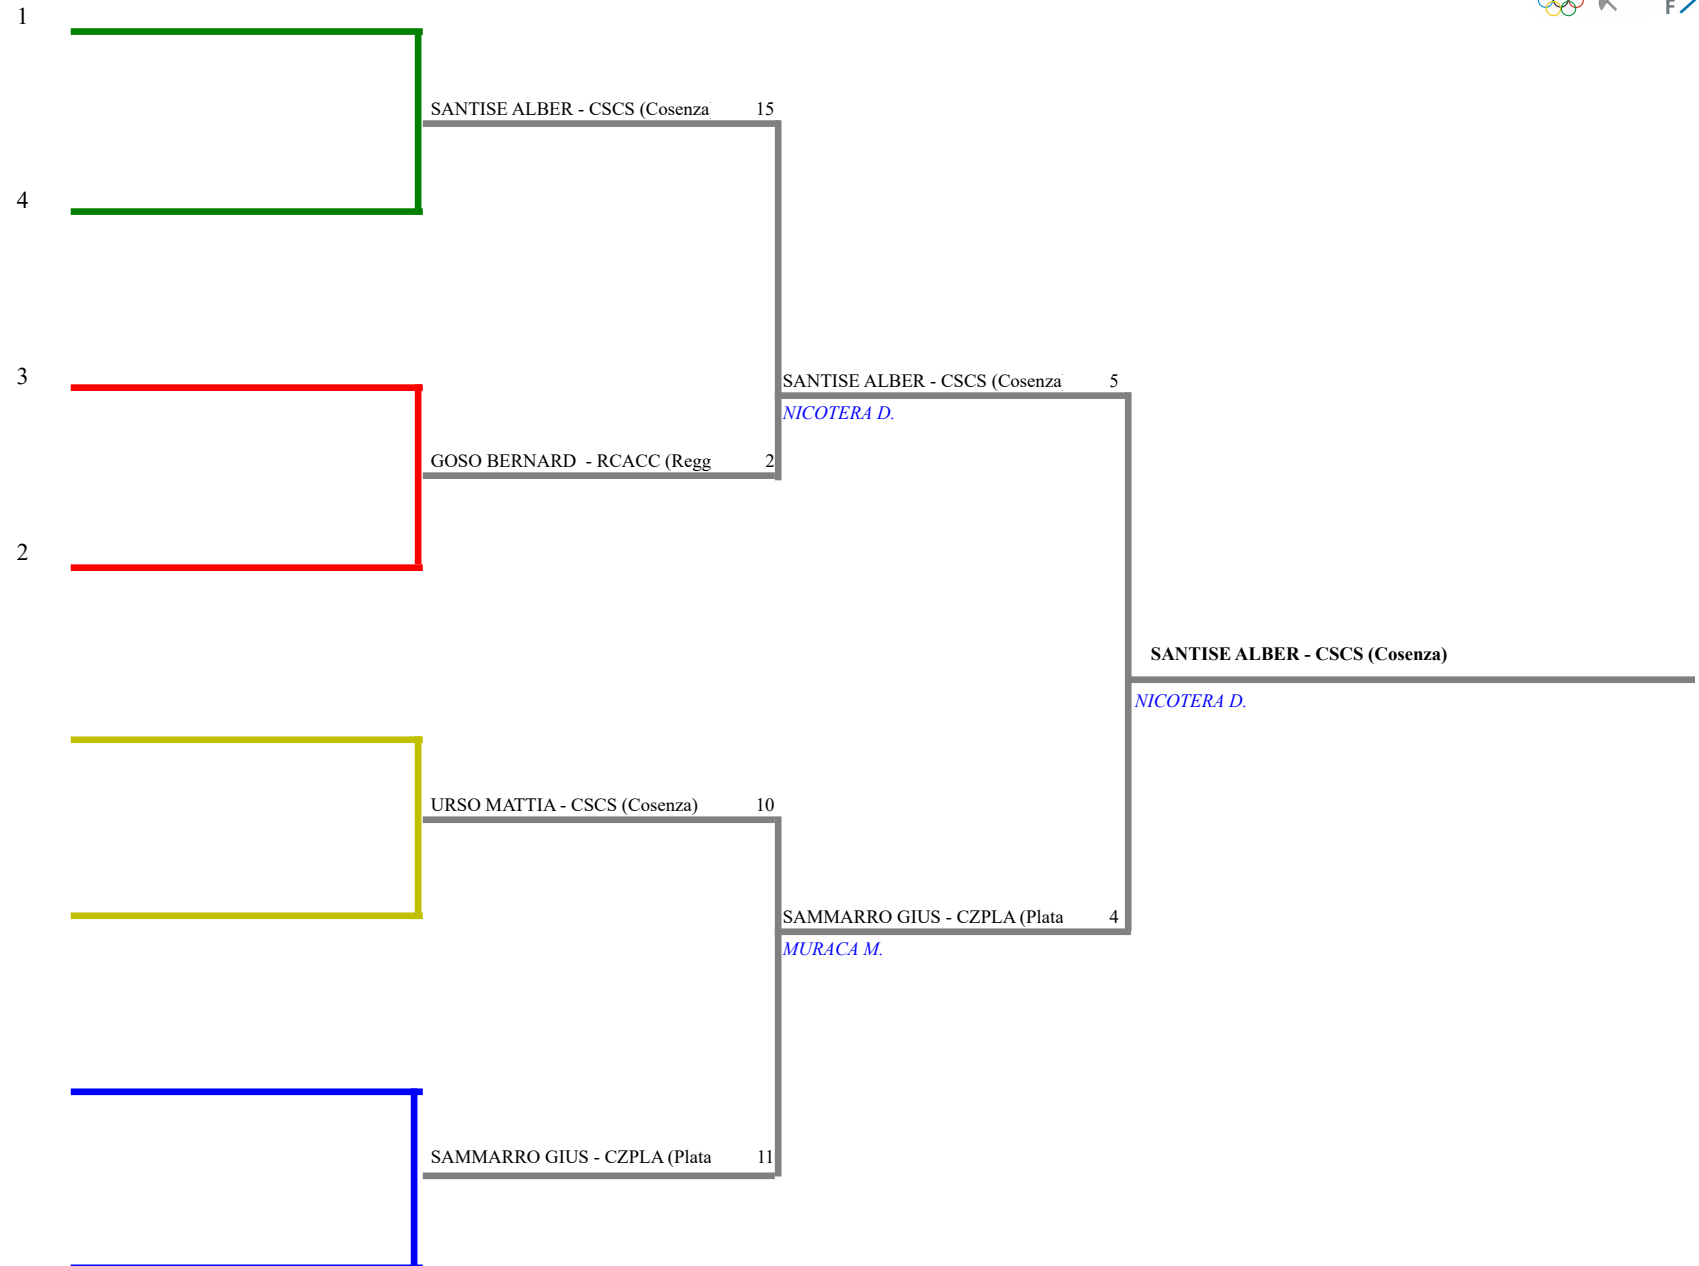 1
F
SANTISE ALBER - CSCS (Cosenza 15
4
3
SANTISE ALBER - CSCS (Cosenza 5
NICOTERA D.
GOSO BERNARD - RCACC (Regg 2
2
SANTISE ALBER - CSCS (Cosenza)
NICOTERA D.
URSO MATTIA - CSCS (Cosenza) 10
SAMMARRO GIUS - CZPLA (Plata 4
MURACA M.
SAMMARRO GIUS - CZPLA (Plata 11